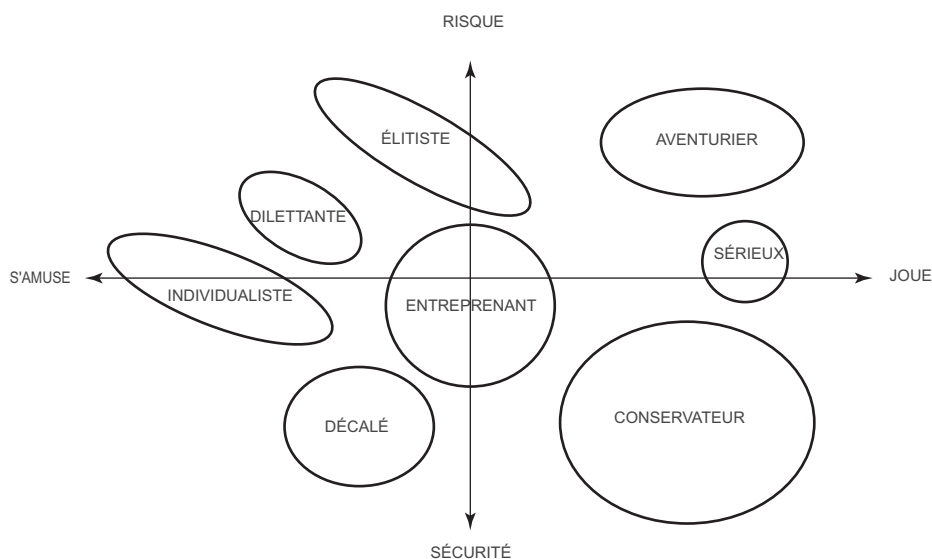 RISQUE
ÉLITISTE
AVENTURIER
DILETTANTE
SÉRIEUX
S'AMUSE
JOUE
INDIVIDUALISTE
ENTREPRENANT
DÉCALÉ
CONSERVATEUR
SÉCURITÉ